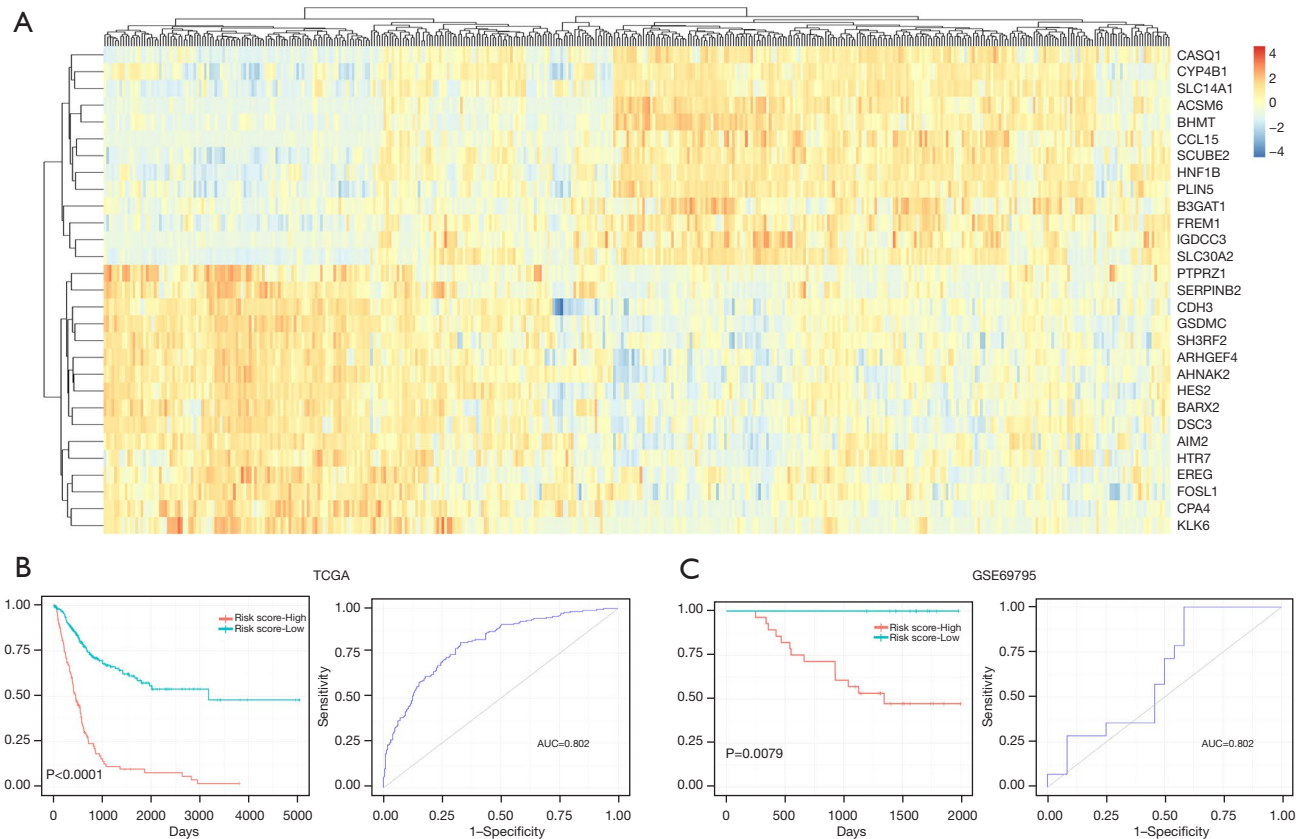 A
CASQ1
CYP4B1
SLC14A1
ACSM6
BHMT
CCL15
SCUBE2
HNF1B
PLIN5
B3GAT1
FREM1
IGDCC3
SLC30A2
PTPRZ1
SERPINB2
CDH3
GSDMC
SH3RF2
ARHGEF4
AHNAK2
HES2
BARX2
DSC3
AIM2
HTR7
EREG
FOSL1
CPA4
KLK6
4
2
0
−2
−4
B
TCGA
1.00
0.75
0.50
0.25
0.00
Risk score-High
Risk score-Low
P<0.0001
0 1000 2000 3000 4000 5000
Days
Sensitivity
1.00
0.75
0.50
0.25
0.00
AUC=0.802
0.00 0.25 0.50 0.75 1.00
1−Specificity
C
GSE69795
1.00
0.75
0.50
0.25
0.00
Risk score-High
Risk score-Low
P=0.0079
0 500 1000 1500 2000
Days
Sensitivity
1.00
0.75
0.50
0.25
0.00
AUC=0.802
0.00 0.25 0.50 0.75 1.00
1−Specificity